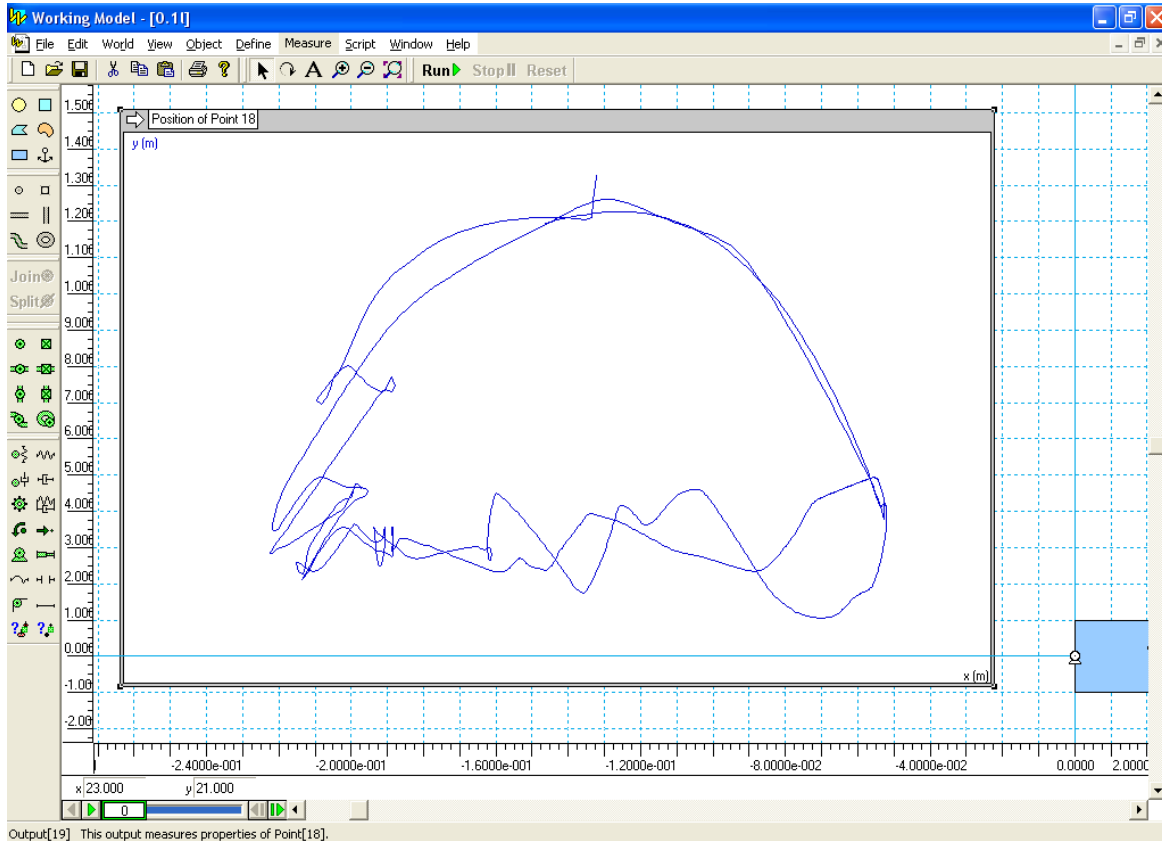 Working Model - [0.1l]
File Edit World View Object Define Measure Script Window Help
Run Stop Reset
Position of Point 18
y (m)
Join
Split
1.500
1.400
1.300
1.200
1.100
1.000
9.000
8.000
7.000
6.000
5.000
4.000
3.000
2.000
1.000
0.000
-1.00
-2.00
x (m)
-2.4000e-001 -2.0000e-001 -1.6000e-001 -1.2000e-001 -8.0000e-002 -4.0000e-002 0.0000 2.0000
x 23.000 y 21.000
0
Output[19] This output measures properties of Point[18].